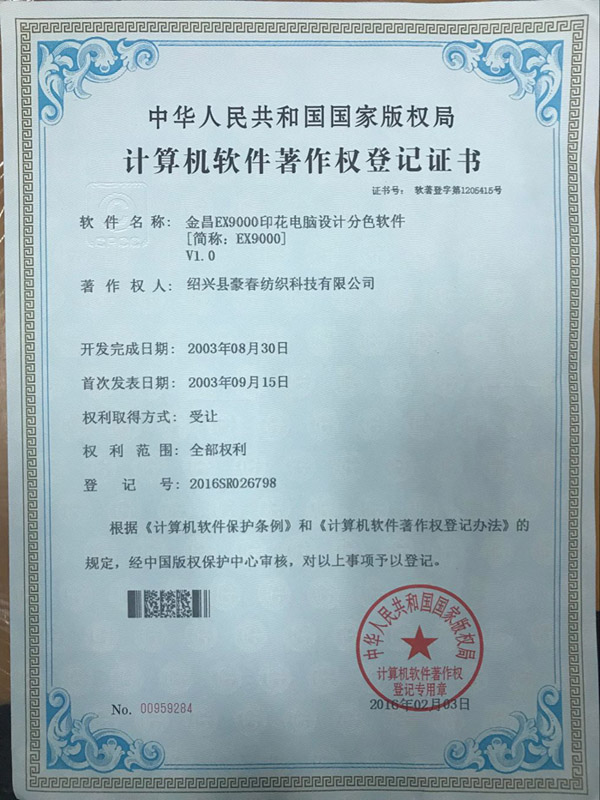 中华人民共和国国家版权局
计算机软件著作权登记证书
证书号: 软著登字第1205415号
CPCC
软件名称: 金昌EX9000印花电脑设计分色软件
[简称: EX9000]
V1.0
著作权人: 绍兴县豪春纺织科技有限公司
开发完成日期: 2003年08月30日
首次发表日期: 2003年09月15日
权利取得方式: 受让
权利范围: 全部权利
登记号: 2016SR026798
根据《计算机软件保护条例》和《计算机软件著作权登记办法》的
规定，经中国版权保护中心审核，对以上事项予以登记。
中华人民共和国国家版权局
计算机软件著作权
登记专用章
2016年02月03日
No. 00959284